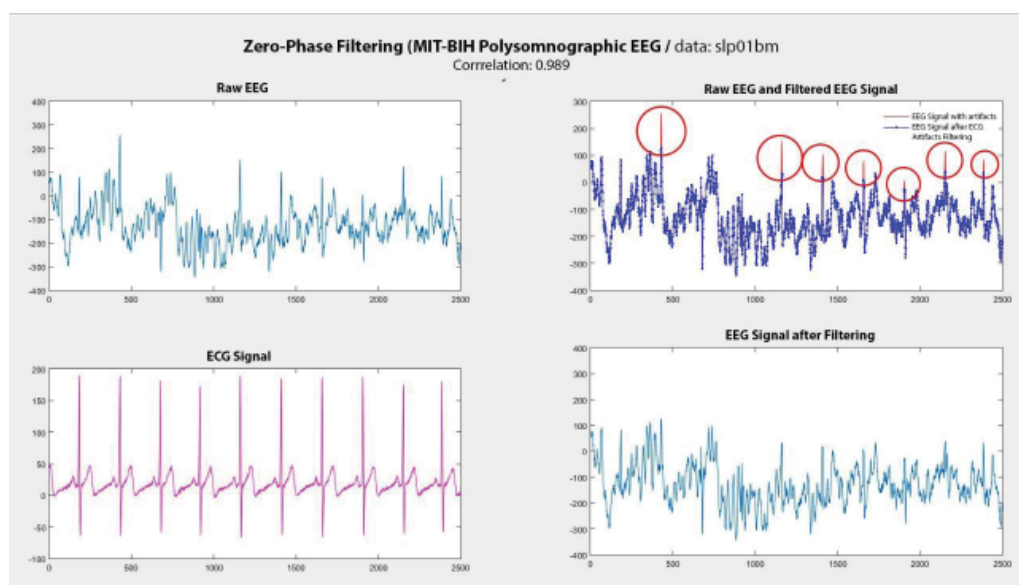 Zero-Phase Filtering (MIT-BIH Polysomnographic EEG / data: slp01bm
Corrrelation: 0.989
Raw EEG
400
300
200
100
0
-100
-200
-300
-400
0 500 1000 1500 2000 2500
Raw EEG and Filtered EEG Signal
EEG Signal with artifacts
EEG Signal after ECG
Artifacts Filtering
300
200
100
0
-100
-200
-300
-400
0 500 1000 1500 2000 2500
ECG Signal
200
150
100
50
0
-50
-100
0 500 1000 1500 2000 2500
EEG Signal after Filtering
400
300
200
100
0
-100
-200
-300
-400
0 500 1000 1500 2000 2500